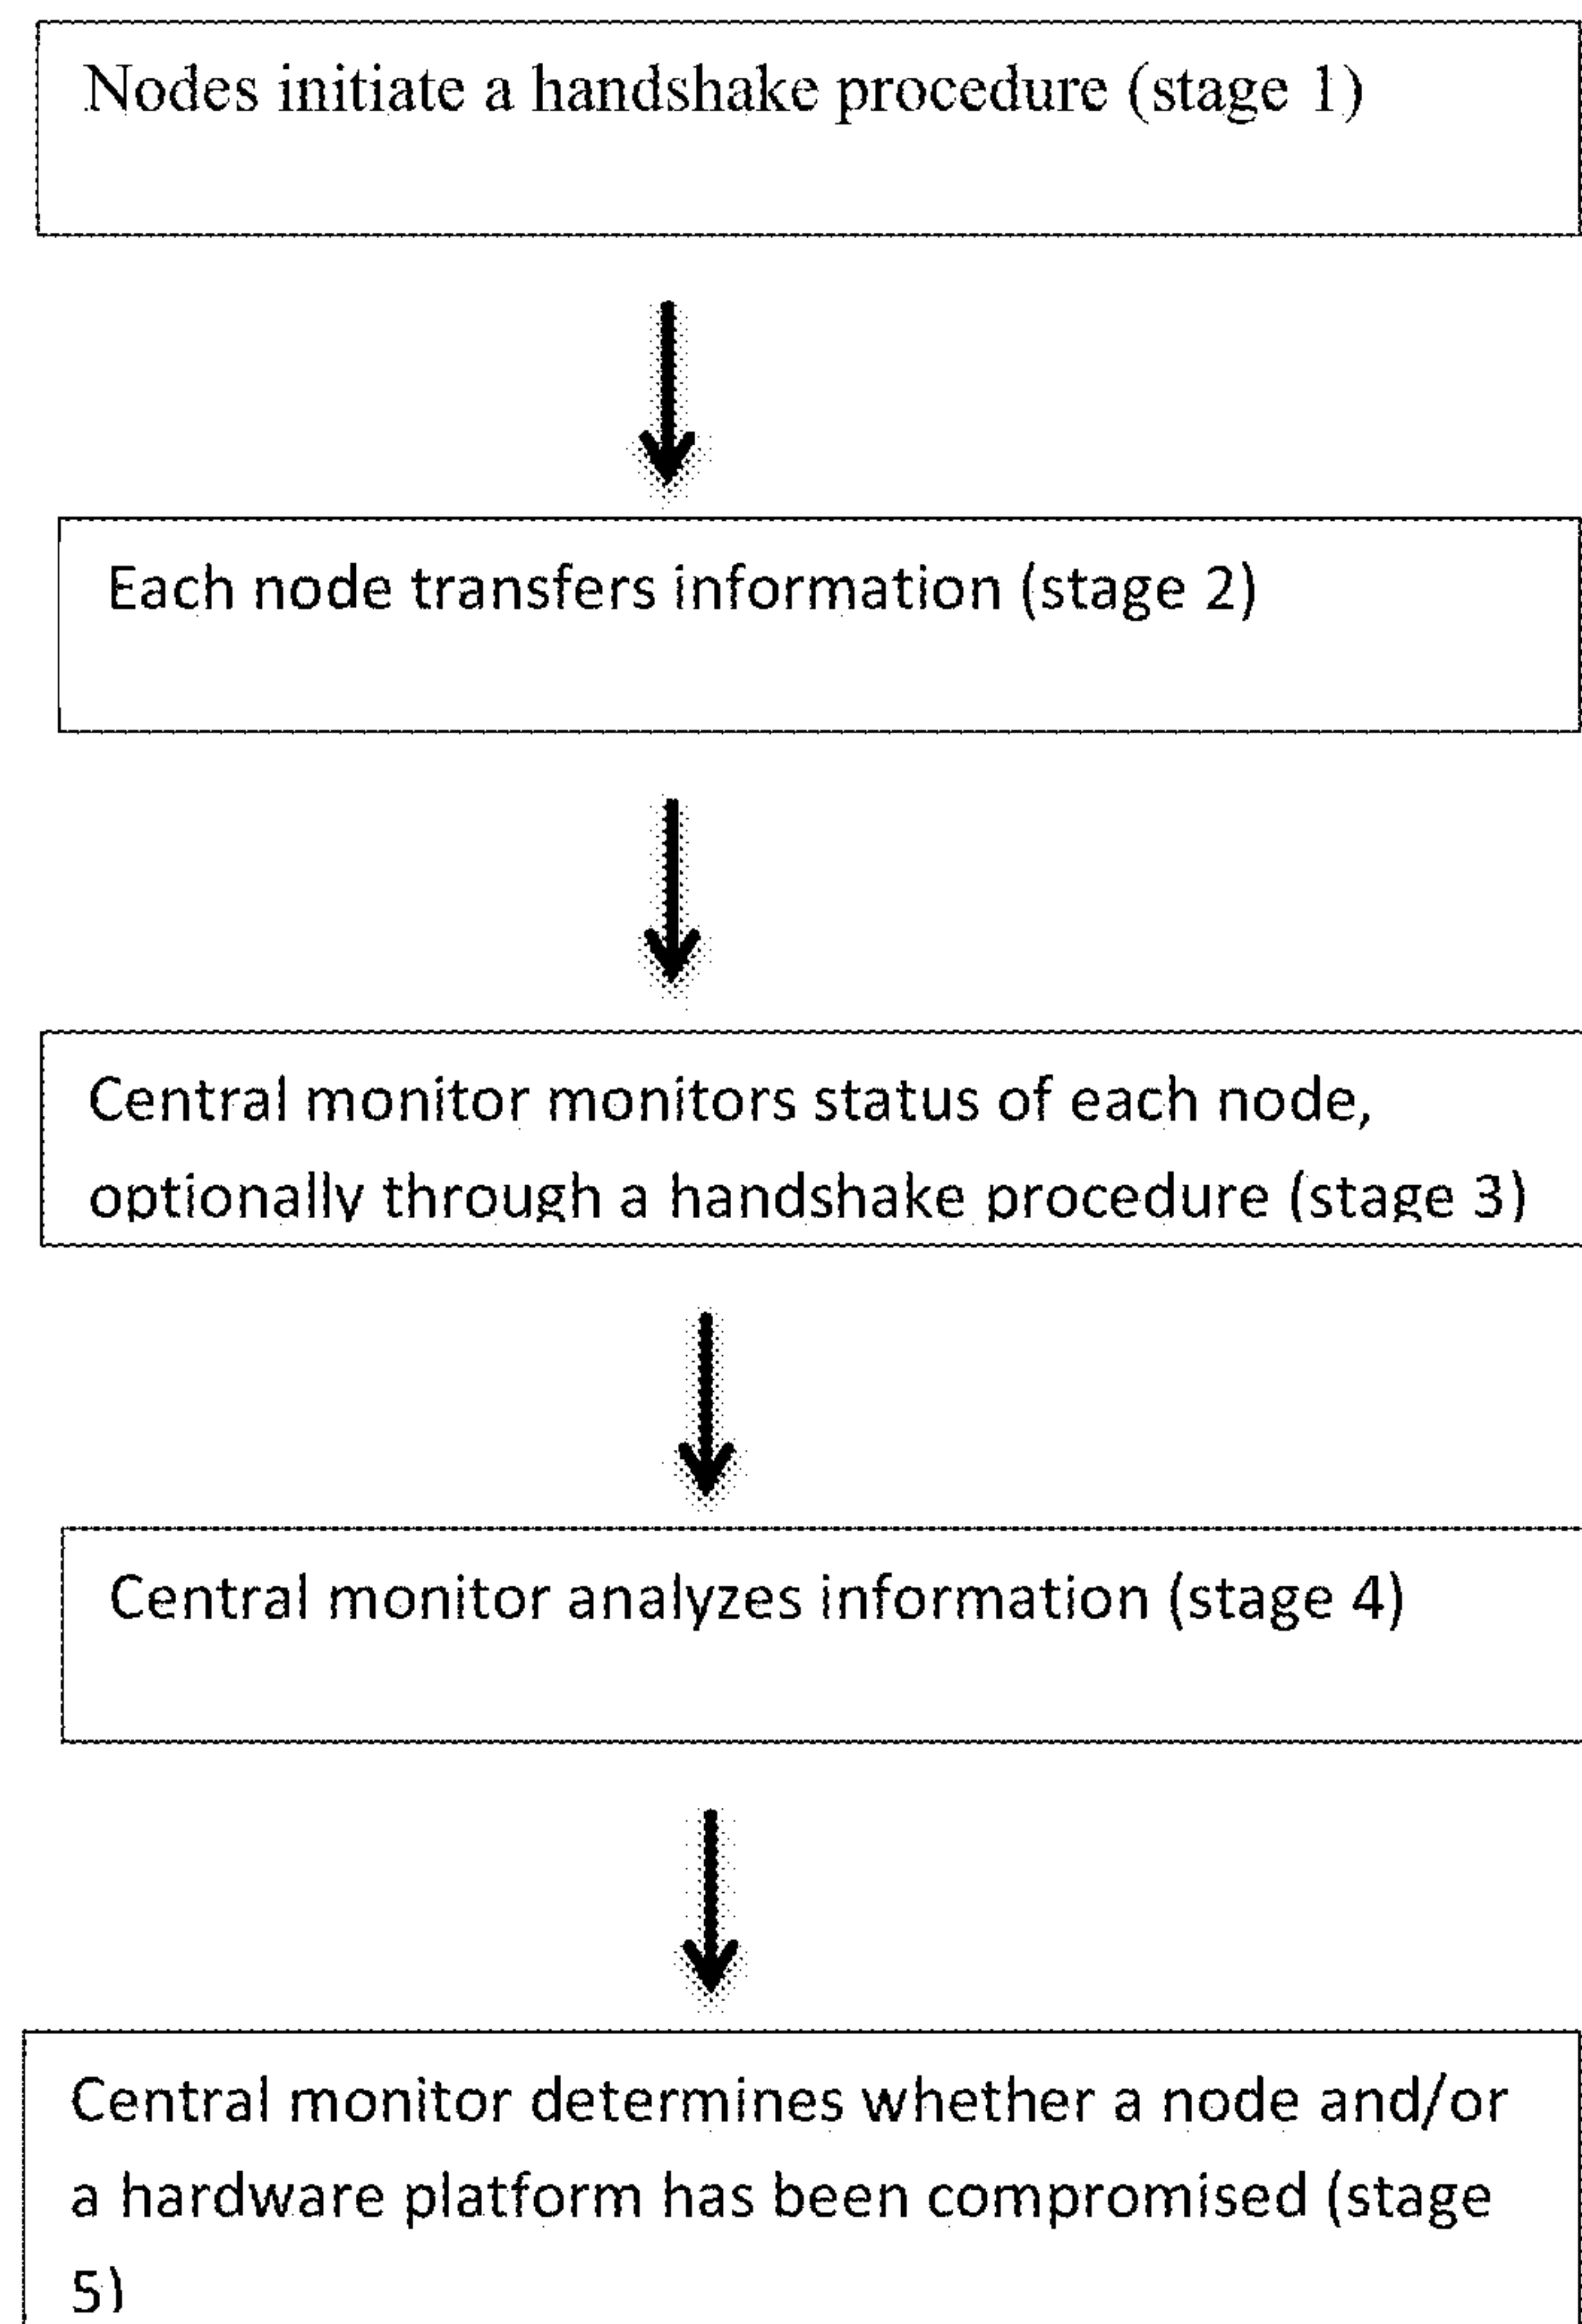 Nodes initiate a handshake procedure (stage 1)
Each node transfers information (stage 2)
Central monitor monitors status of each node,
optionally through a handshake procedure (stage 3)
Central monitor analyzes information (stage 4)
Central monitor determines whether a node and/or
a hardware platform has been compromised (stage
5)